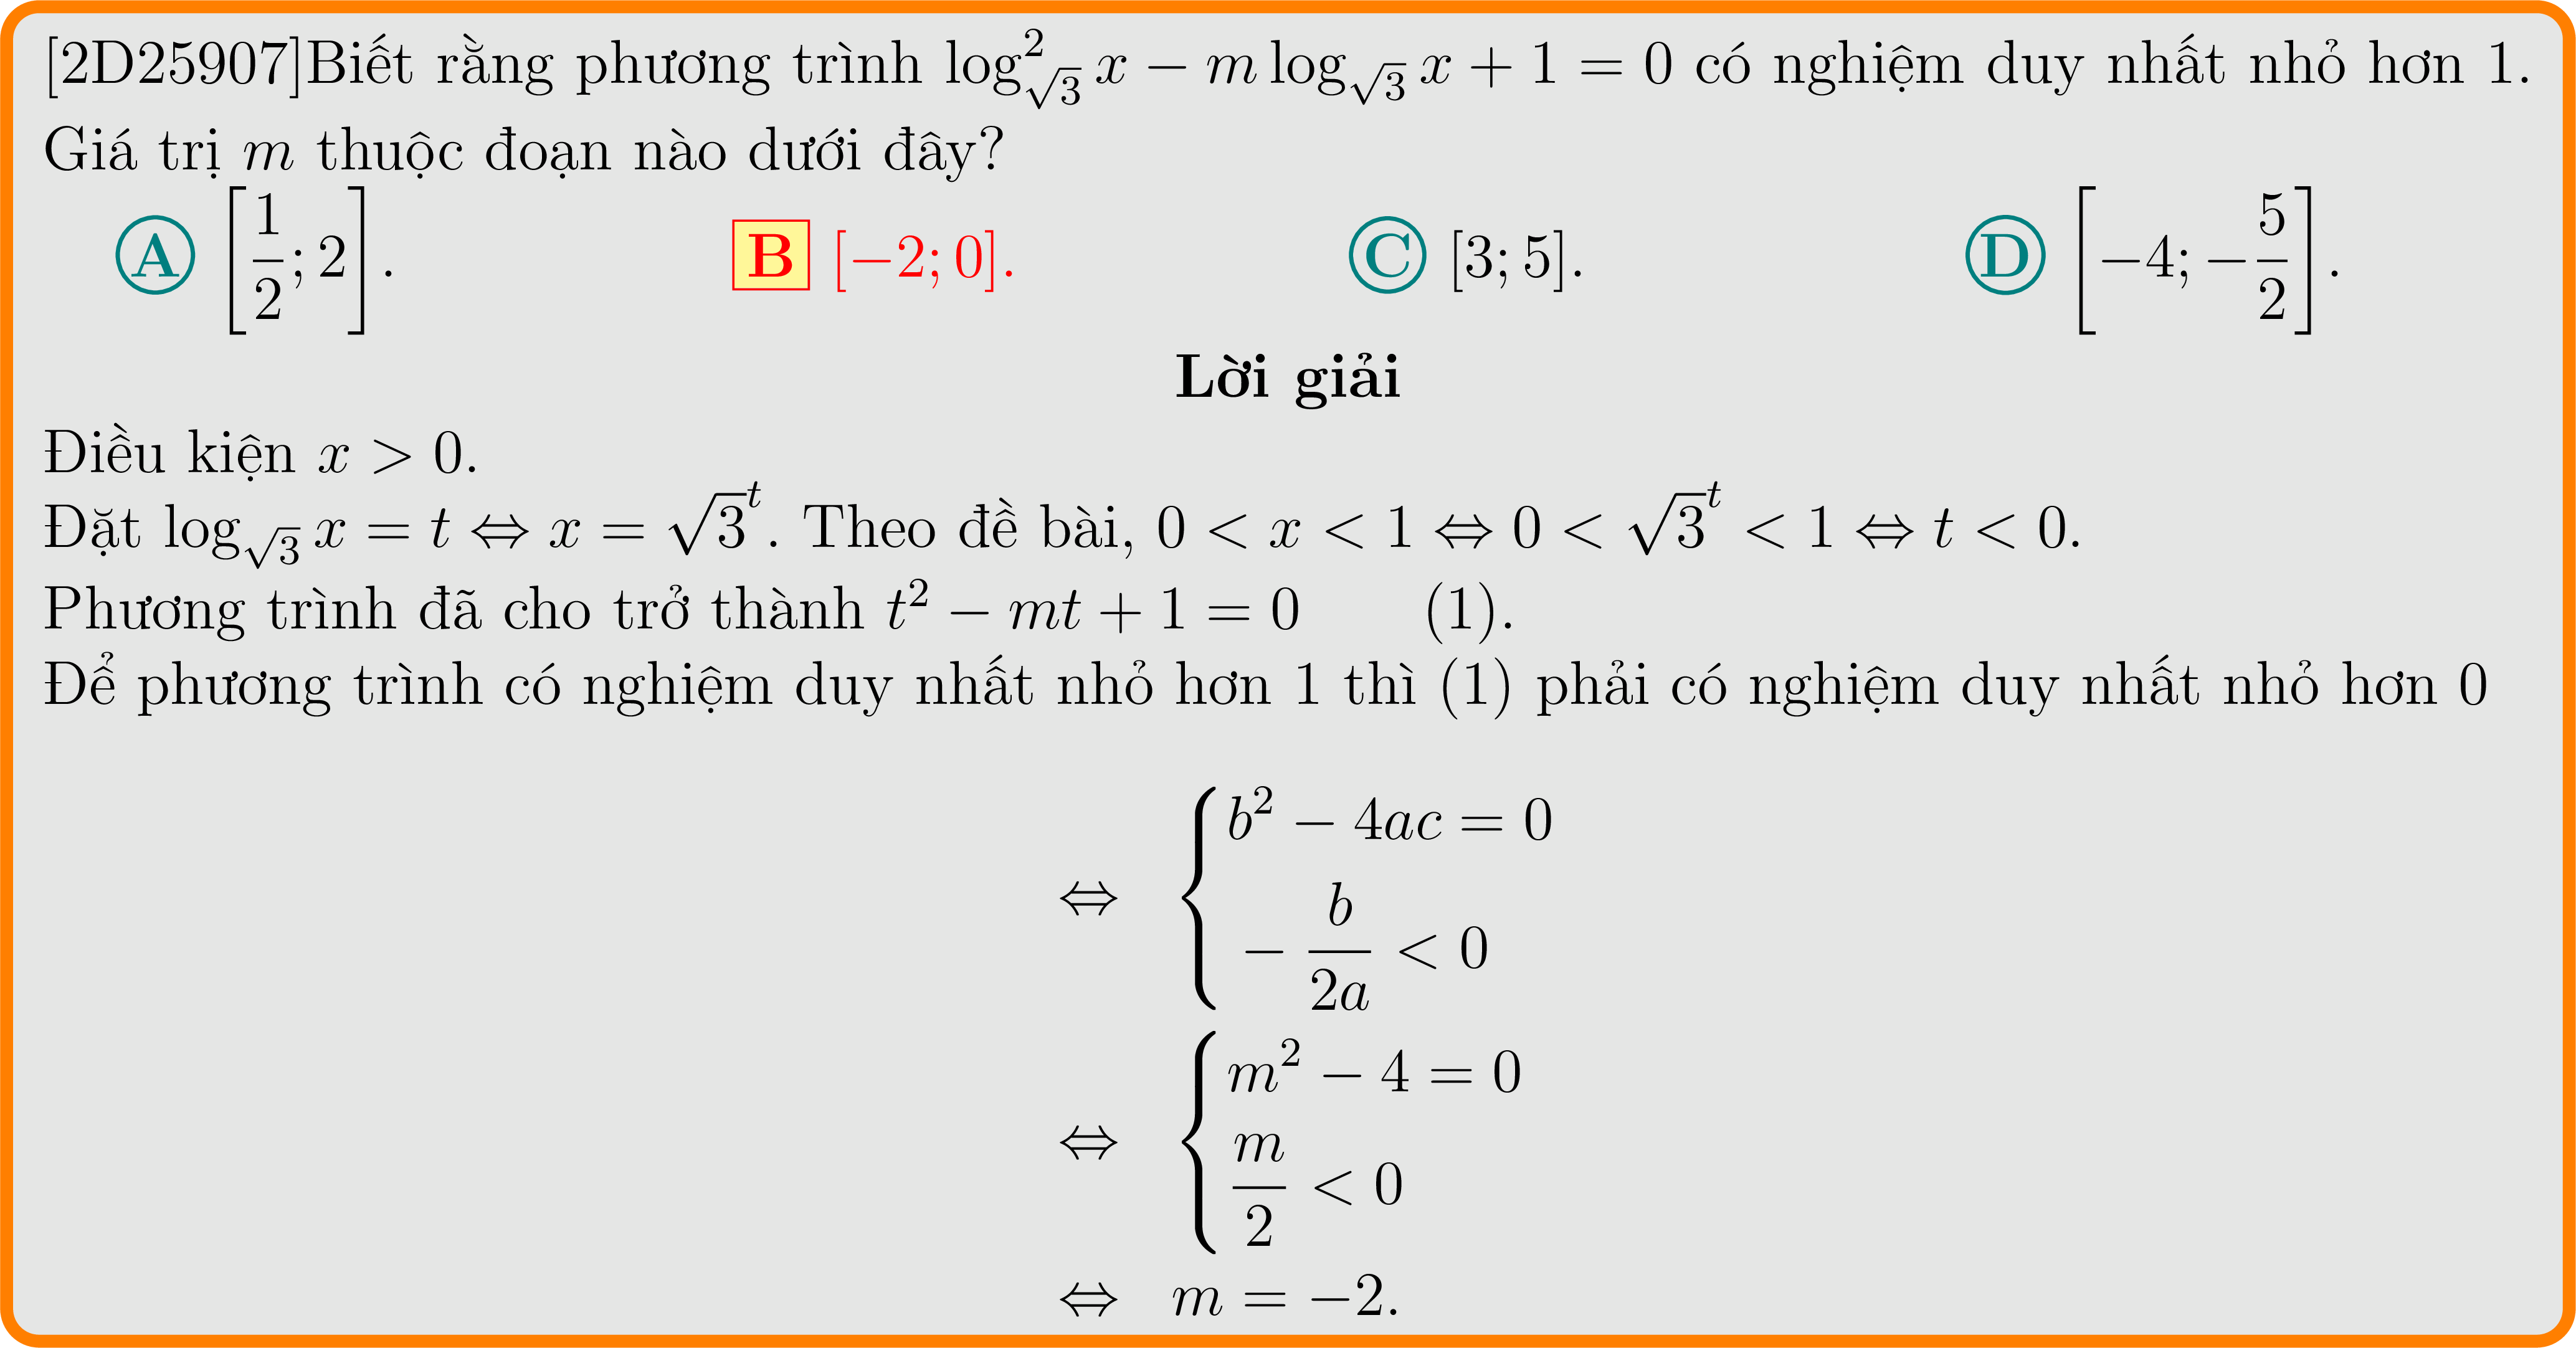 [2D25907]Biết rằng phương trình $\log^2_{\sqrt{3}} x - m \log_{\sqrt{3}} x + 1 = 0$ có nghiệm duy nhất nhỏ hơn 1.
Giá trị $m$ thuộc đoạn nào dưới đây?
A $\left[\frac{1}{2}; 2\right]$. B $[-2; 0]$. C $[3; 5]$. D $\left[-4; -\frac{5}{2}\right]$.
Lời giải
Điều kiện $x > 0$.
Đặt $\log_{\sqrt{3}} x = t \Leftrightarrow x = \sqrt{3}^t$. Theo đề bài, $0 < x < 1 \Leftrightarrow 0 < \sqrt{3}^t < 1 \Leftrightarrow t < 0$.
Phương trình đã cho trở thành $t^2 - mt + 1 = 0$ (1).
Để phương trình có nghiệm duy nhất nhỏ hơn 1 thì (1) phải có nghiệm duy nhất nhỏ hơn 0
$\Leftrightarrow \begin{cases} b^2 - 4ac = 0 \\ -\frac{b}{2a} < 0 \end{cases}$
$\Leftrightarrow \begin{cases} m^2 - 4 = 0 \\ \frac{m}{2} < 0 \end{cases}$
$\Leftrightarrow m = -2.$